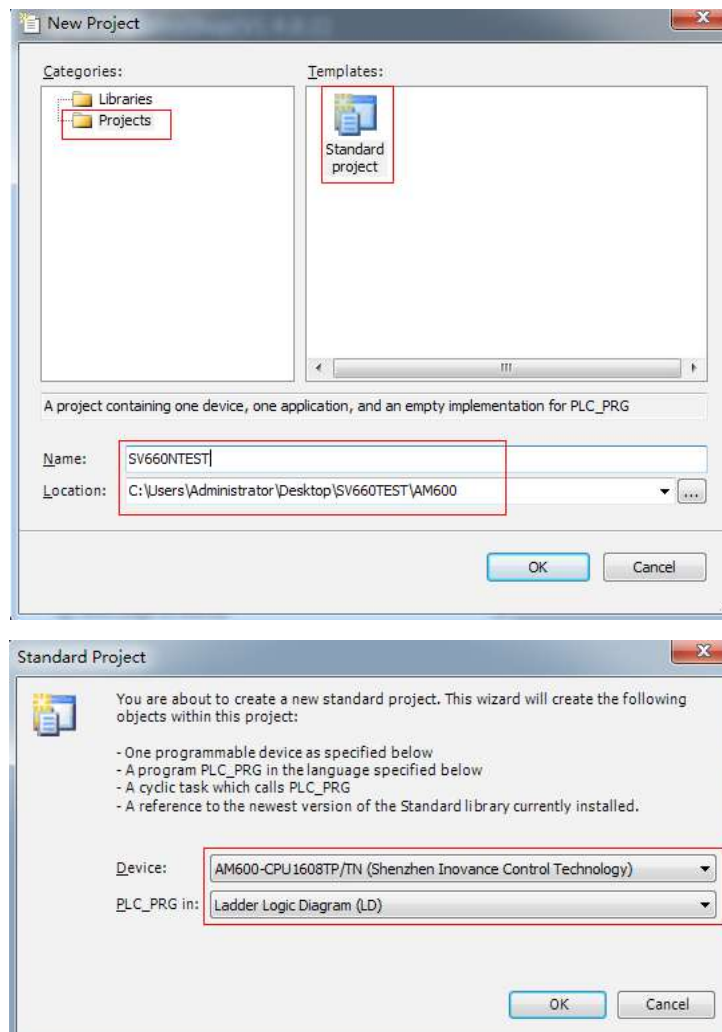 New Project
Categories:
Templates:
Libraries
Projects
Standard
project
A project containing one device, one application, and an empty implementation for PLC_PRG
Name:
SV660NTEST
Location:
C:\Users\Administrator\Desktop\SV660TEST\AM600
...
OK
Cancel
Standard Project
You are about to create a new standard project. This wizard will create the following
objects within this project:
- One programmable device as specified below
- A program PLC_PRG in the language specified below
- A cyclic task which calls PLC_PRG
- A reference to the newest version of the Standard library currently installed.
Device:
AM600-CPU1608TP/TN (Shenzhen Inovance Control Technology)
PLC_PRG in:
Ladder Logic Diagram (LD)
OK
Cancel